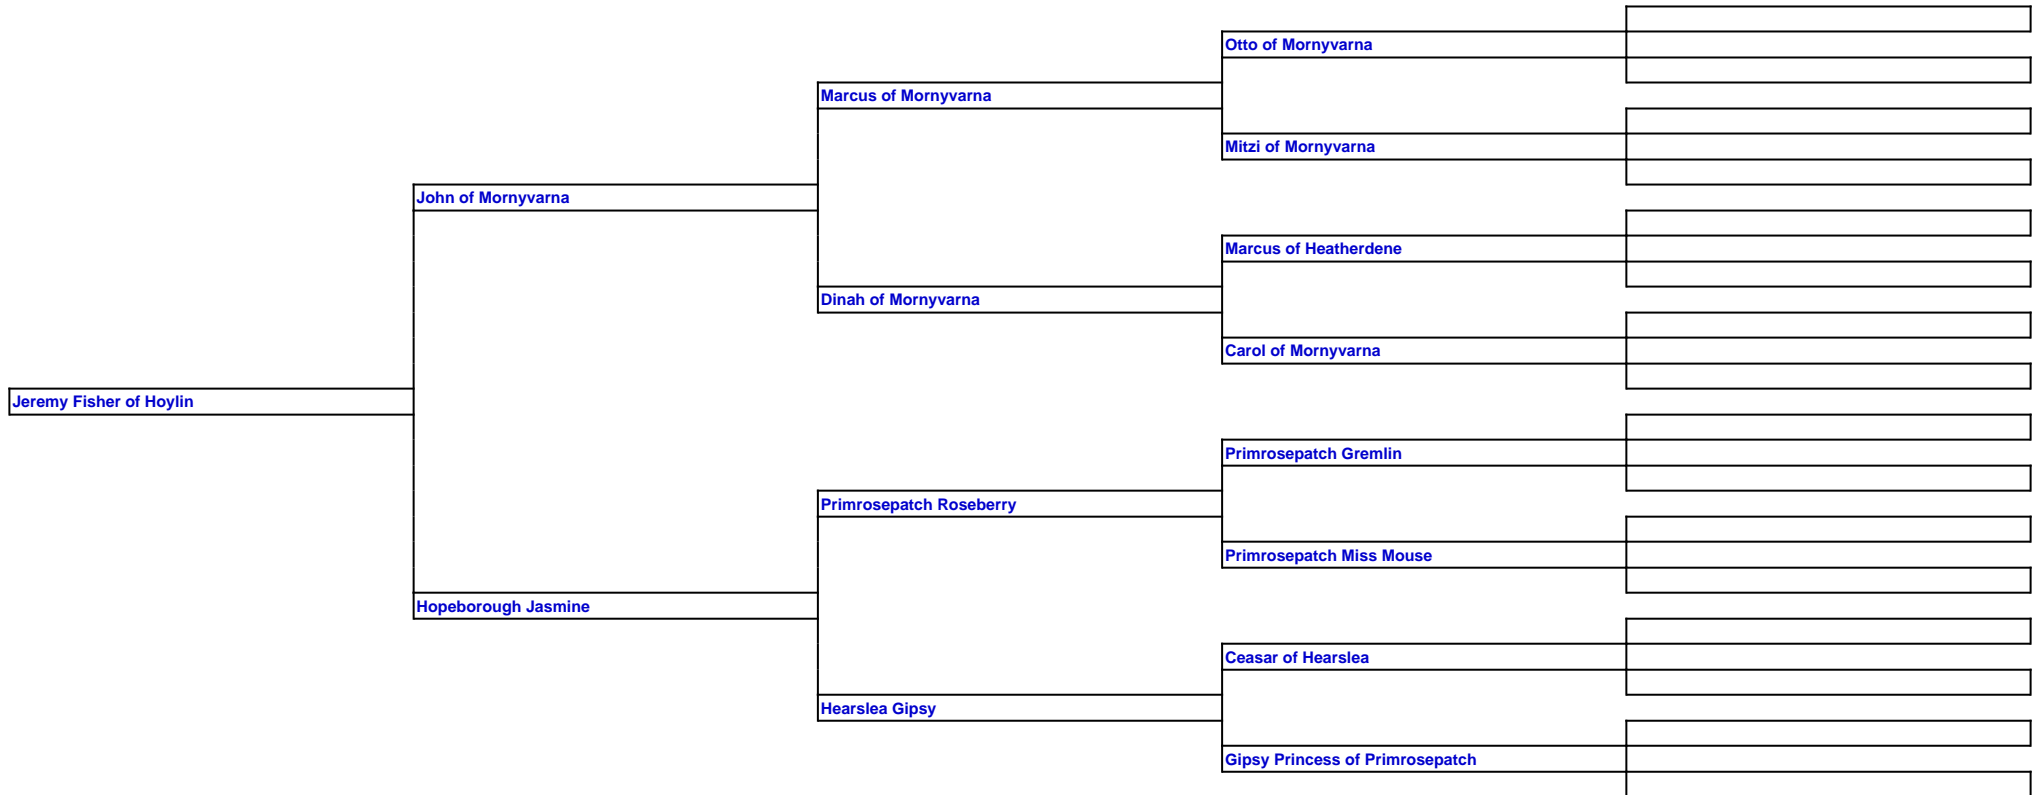 Otto of Mornyvarna
Marcus of Mornyvarna
Mitzi of Mornyvarna
John of Mornyvarna
Marcus of Heatherdene
Dinah of Mornyvarna
Carol of Mornyvarna
Jeremy Fisher of Hoylin
Primrosepatch Gremlin
Primrosepatch Roseberry
Primrosepatch Miss Mouse
Hopeborough Jasmine
Ceasar of Hearslea
Hearslea Gipsy
Gipsy Princess of Primrosepatch